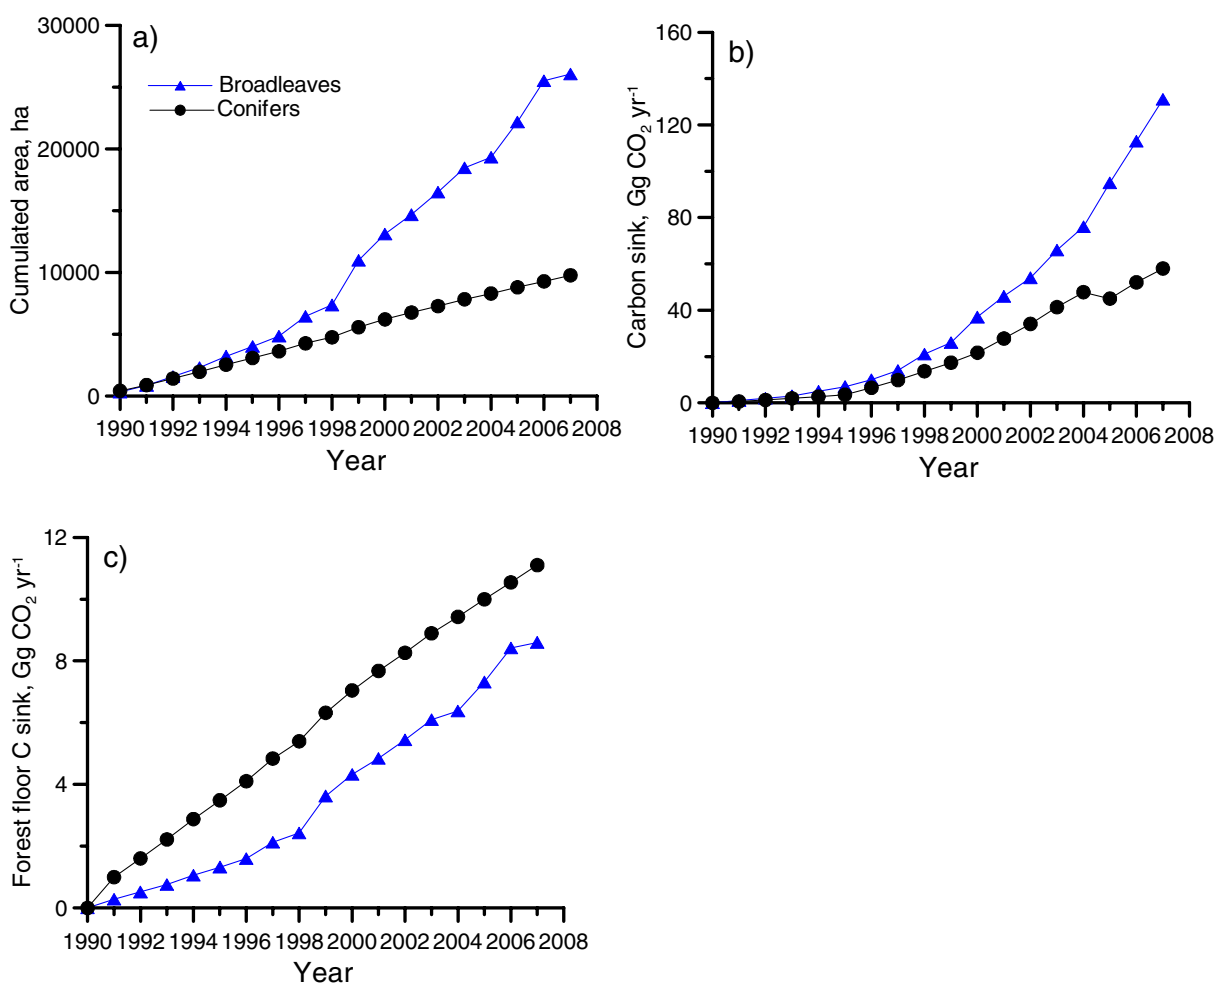 a)
30000
20000
10000
0
Cumulated area, ha
Broadleaves
Conifers
1990 1992 1994 1996 1998 2000 2002 2004 2006 2008
Year
b)
160
120
80
40
0
Carbon sink, Gg CO₂ yr⁻¹
1990 1992 1994 1996 1998 2000 2002 2004 2006 2008
Year
c)
12
8
4
0
Forest floor C sink, Gg CO₂ yr⁻¹
1990 1992 1994 1996 1998 2000 2002 2004 2006 2008
Year